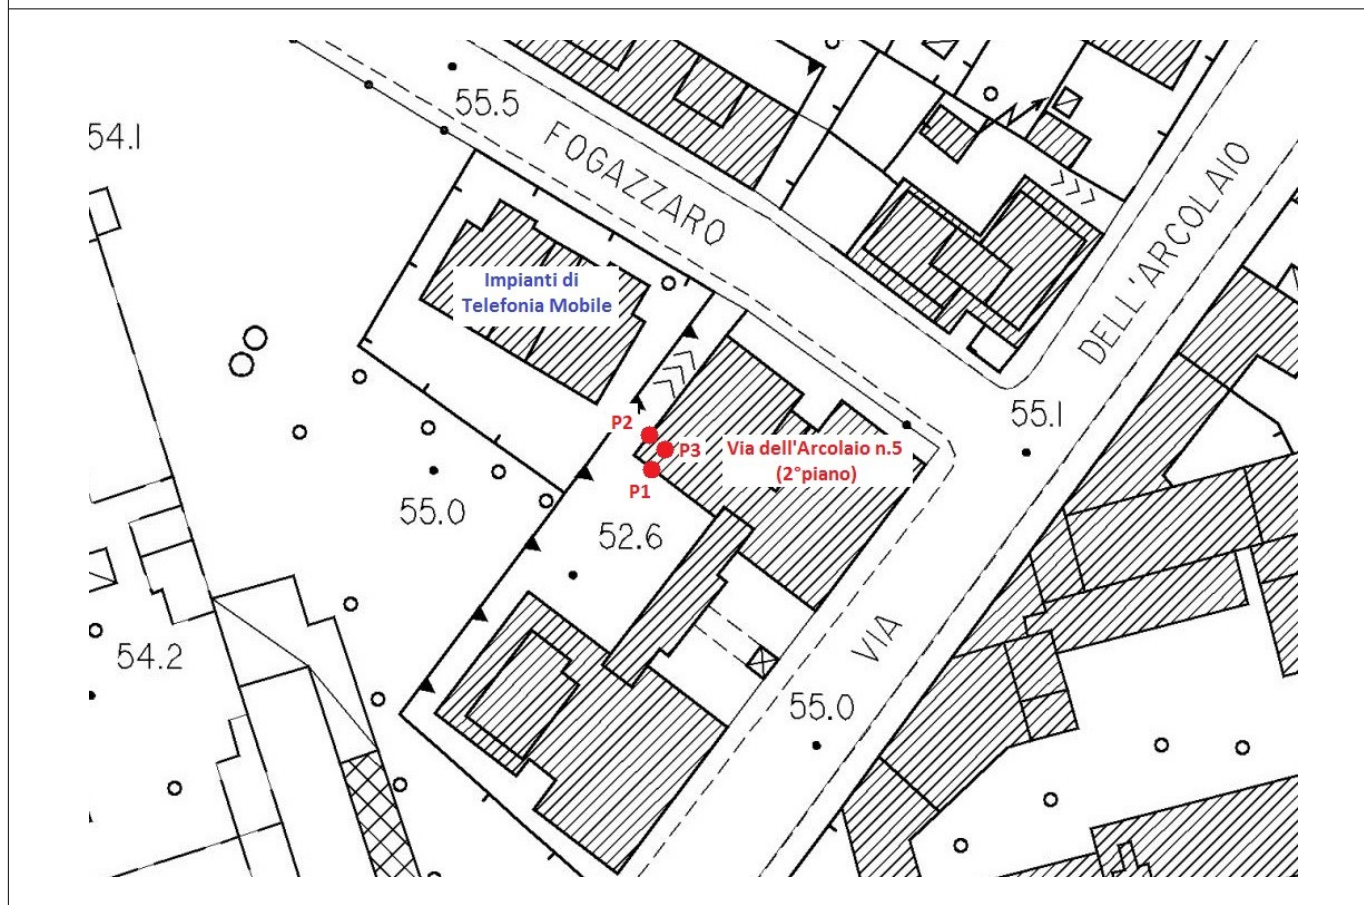 55.5
54.1
FOGAZZARO
DELL'ARCOLAIO
Impianti di
Telefonia Mobile
55.1
P2
P3
Via dell'Arcolaio n.5
(2°piano)
P1
55.0
52.6
VIA
54.2
55.0